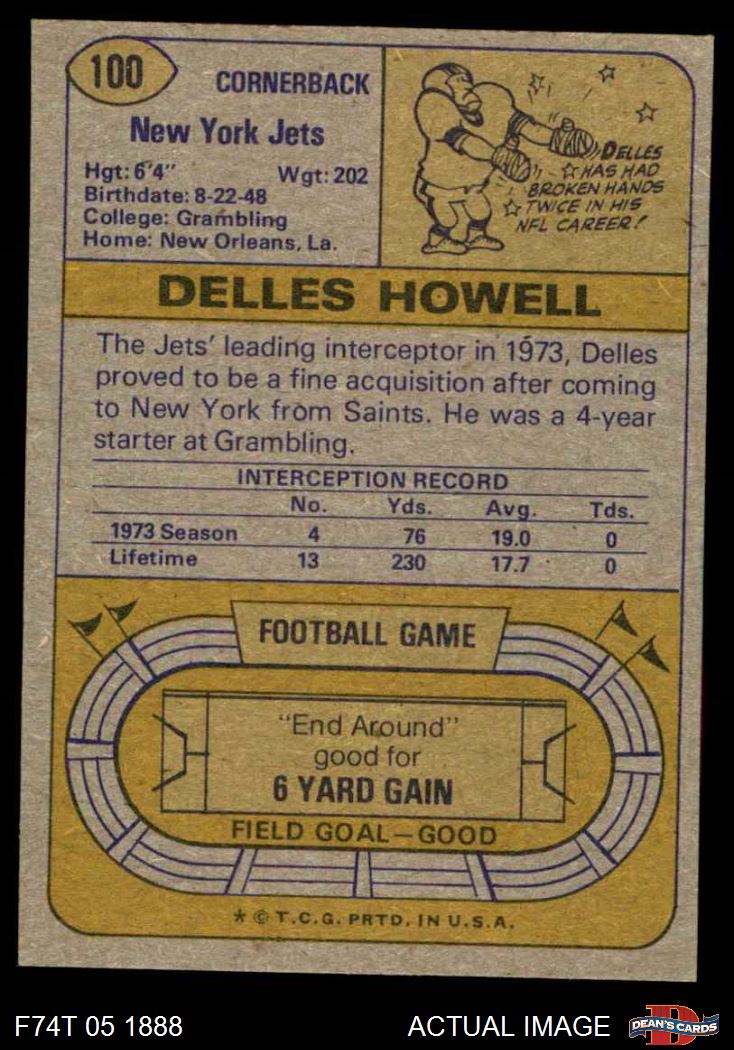 100
CORNERBACK
New York Jets
Hgt: 6'4" Wgt: 202
Birthdate: 8-22-48
College: Grambling
Home: New Orleans, La.
DELLES
HAS HAD
BROKEN HANDS
TWICE IN HIS
NFL CAREER!
DELLES HOWELL
The Jets' leading interceptor in 1973, Delles
proved to be a fine acquisition after coming
to New York from Saints. He was a 4-year
starter at Grambling.
INTERCEPTION RECORD
No. Yds. Avg. Tds.
1973 Season 4 76 19.0 0
Lifetime 13 230 17.7 0
FOOTBALL GAME
"End Around"
good for
6 YARD GAIN
FIELD GOAL—GOOD
* © T.C.G. PRTD. IN U.S.A.
F74T 05 1888 ACTUAL IMAGE
DEAN'S CARDS